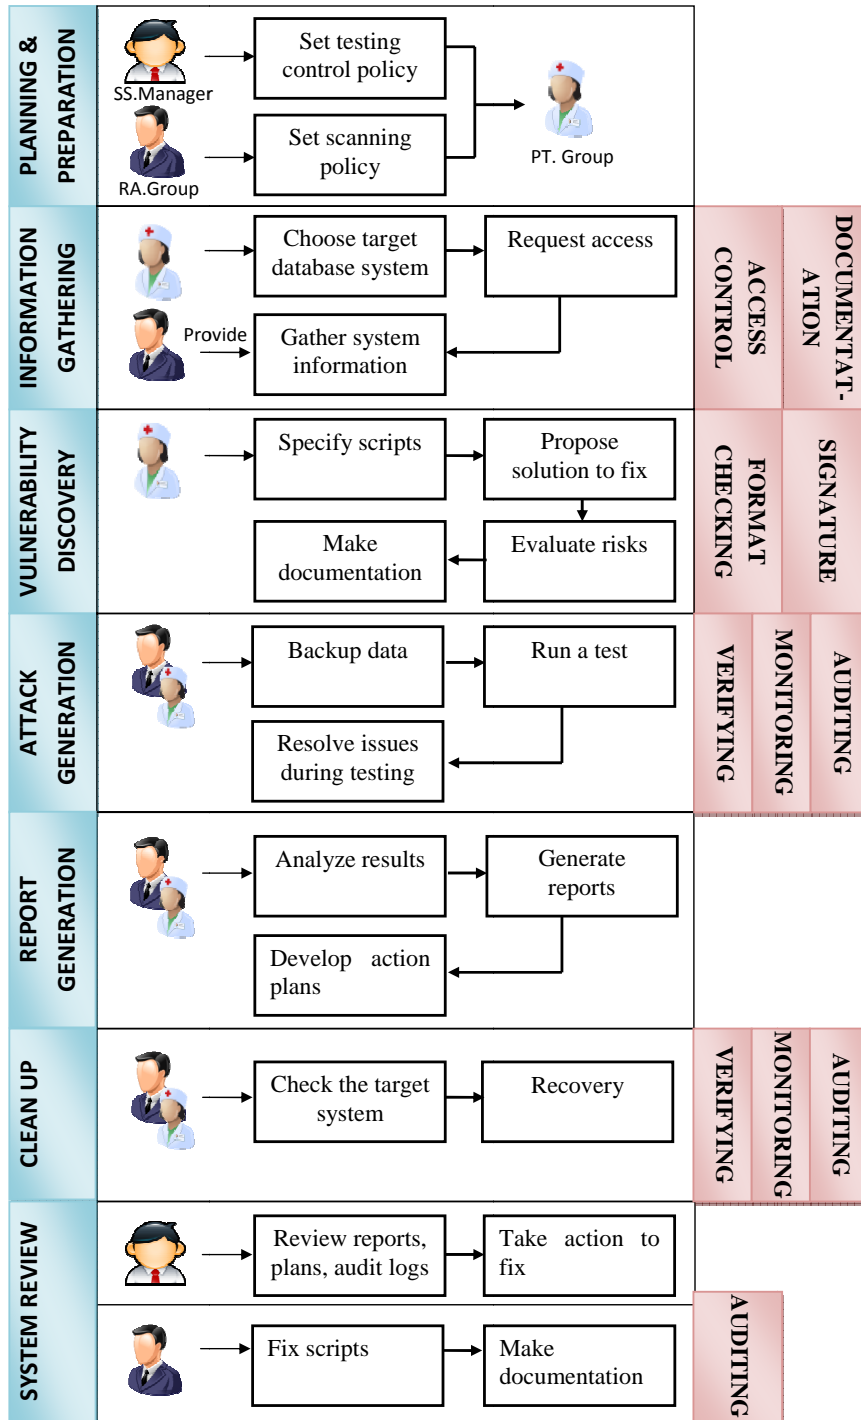 PLANNING &
PREPARATION
SS.Manager
RA.Group
Set testing
control policy
Set scanning
policy
PT. Group
INFORMATION
GATHERING
Choose target
database system
Request access
Provide
Gather system
information
ACCESS
CONTROL
DOCUMENTAT-
ATION
VULNERABILITY
DISCOVERY
Specify scripts
Propose
solution to fix
Make
documentation
Evaluate risks
FORMAT
CHECKING
SIGNATURE
ATTACK
GENERATION
Backup data
Run a test
Resolve issues
during testing
VERIFYING
MONITORING
AUDITING
REPORT
GENERATION
Analyze results
Generate
reports
Develop action
plans
CLEAN UP
Check the target
system
Recovery
VERIFYING
MONITORING
AUDITING
SYSTEM REVIEW
Review reports,
plans, audit logs
Take action to
fix
Fix scripts
Make
documentation
AUDITING